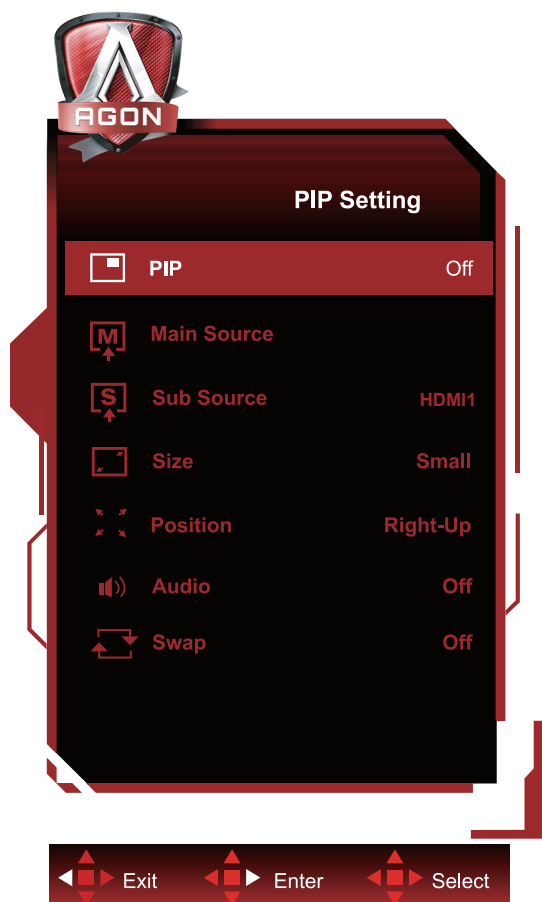 AGON
PIP Setting
PIP Off
M Main Source
S Sub Source HDMI1
Size Small
Position Right-Up
Audio Off
Swap Off
Exit Enter Select